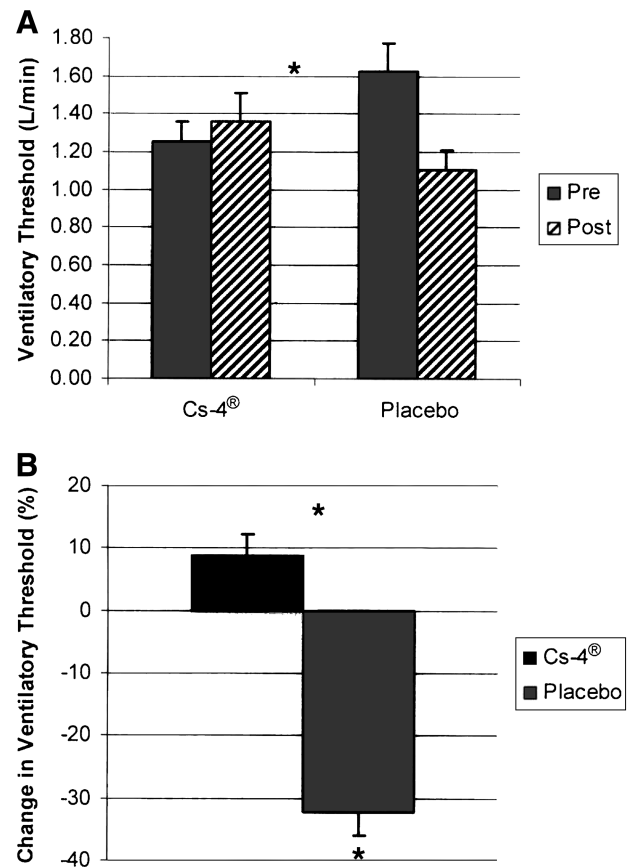 A
Ventilatory Threshold (L/min)
1.80
1.60
1.40
1.20
1.00
0.80
0.60
0.40
0.20
0.00
*
Cs-4®
Placebo
Pre
Post
B
Change in Ventilatory Threshold (%)
20
10
0
-10
-20
-30
-40
*
*
Cs-4®
Placebo